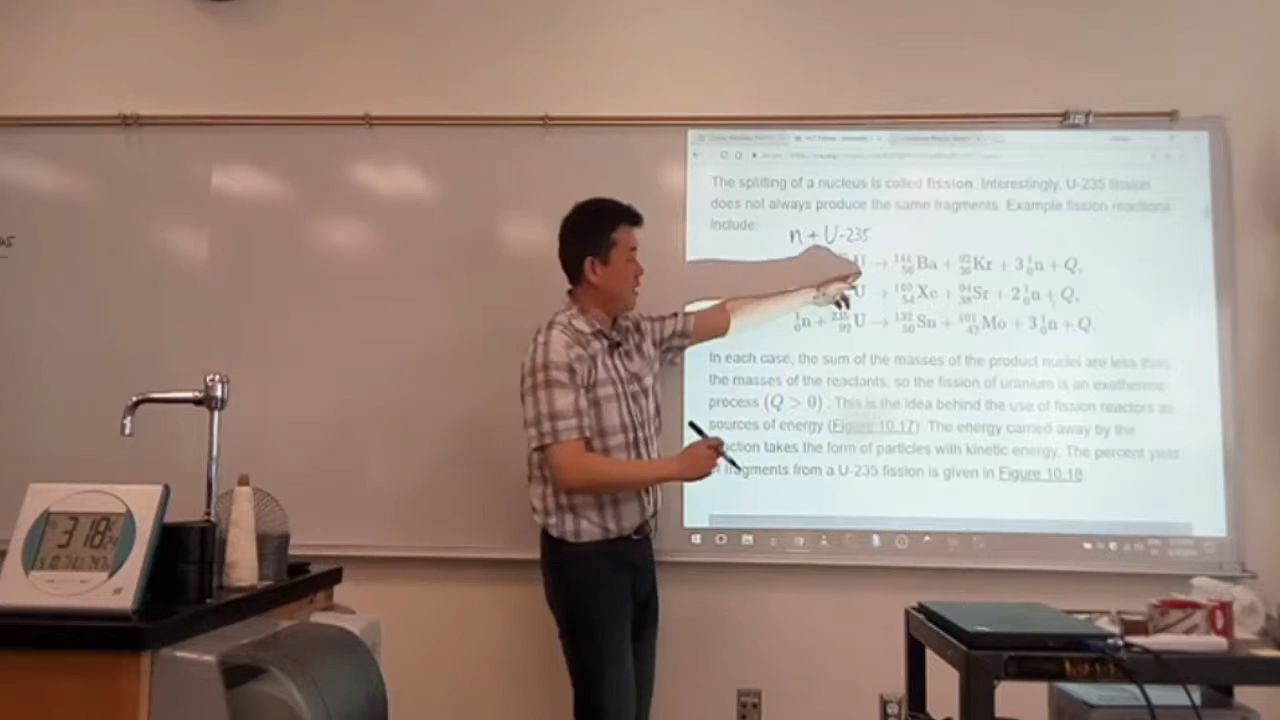 The splitting of a nucleus is called fission. Interestingly, U-235 fission
does not always produce the same fragments. Example fission reactions
include:
n + U-235
U → ¹⁴¹₅₆Ba + ⁹²₃₆Kr + 3¹₀n + Q,
U → ¹⁴⁰₅₄Xe + ⁹⁴₃₈Sr + 2¹₀n + Q,
¹₀n + ²³⁵₉₂U → ¹³²₅₀Sn + ¹⁰¹₄₂Mo + 3¹₀n + Q.
In each case, the sum of the masses of the product nuclei are less than
the masses of the reactants, so the fission of uranium is an exothermic
process (Q > 0). This is the idea behind the use of fission reactors as
sources of energy (Figure 10.17). The energy carried away by the
reaction takes the form of particles with kinetic energy. The percent yield
fragments from a U-235 fission is given in Figure 10.18.
3:18